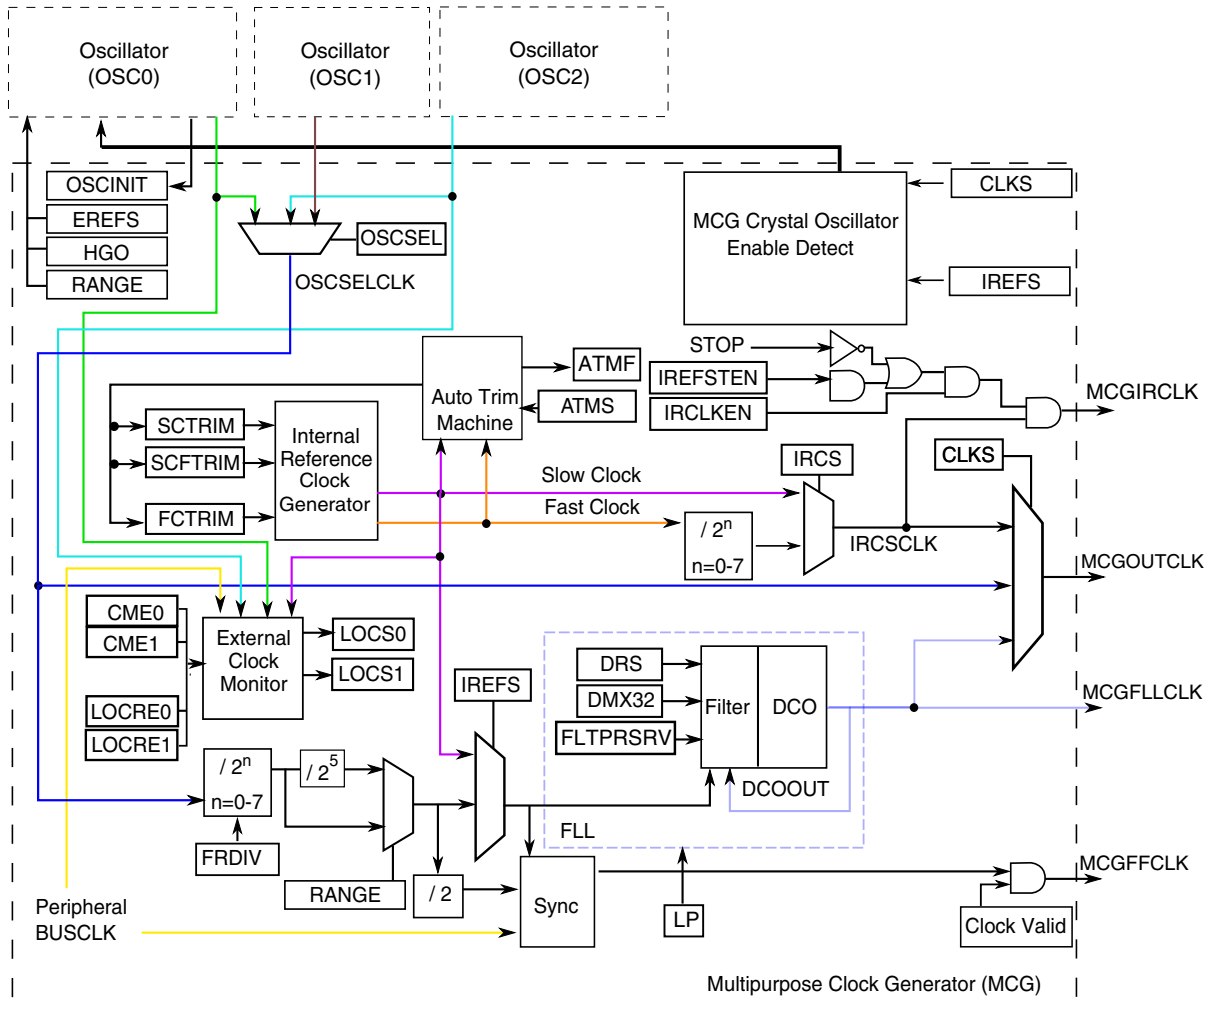 Oscillator
(OSC0)
Oscillator
(OSC1)
Oscillator
(OSC2)
OSCINIT
EREFS
HGO
RANGE
OSCSEL
OSCSELCLK
MCG Crystal Oscillator
Enable Detect
CLKS
IREFS
STOP
IREFSTEN
IRCLKEN
MCGIRCLK
Auto Trim
Machine
ATMF
ATMS
SCTRIM
SCFTRIM
FCTRIM
Internal
Reference
Clock
Generator
Slow Clock
Fast Clock
IRCS
/ 2n
n=0-7
IRCSCLK
CLKS
MCGOUTCLK
CME0
CME1
LOCRE0
LOCRE1
External
Clock
Monitor
LOCS0
LOCS1
IREFS
DRS
DMX32
FLTPRSRV
Filter
DCO
DCOOUT
FLL
MCGFLLCLK
/ 2n
n=0-7
/ 25
FRDIV
RANGE
/ 2
Sync
LP
MCGFFCLK
Clock Valid
Peripheral
BUSCLK
Multipurpose Clock Generator (MCG)